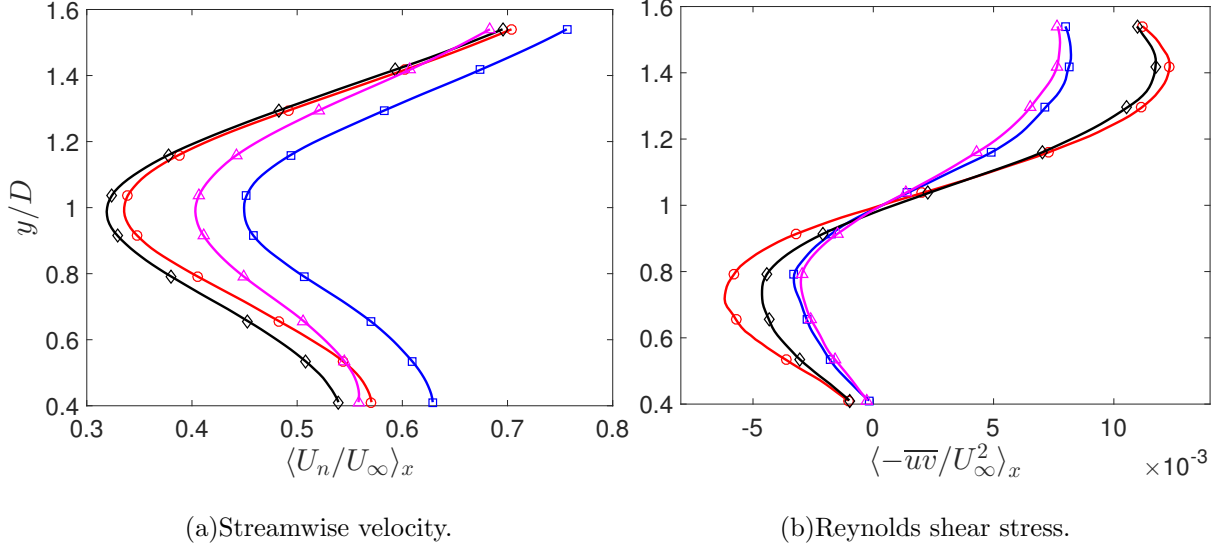 1.6
1.4
1.2
1
0.8
0.6
0.4
y/D
0.3 0.4 0.5 0.6 0.7 0.8
⟨U_n/U_∞⟩_x
(a)Streamwise velocity.
1.6
1.4
1.2
1
0.8
0.6
0.4
-5 0 5 10
⟨−\overline{uv}/U_∞^2⟩_x
×10^{-3}
(b)Reynolds shear stress.